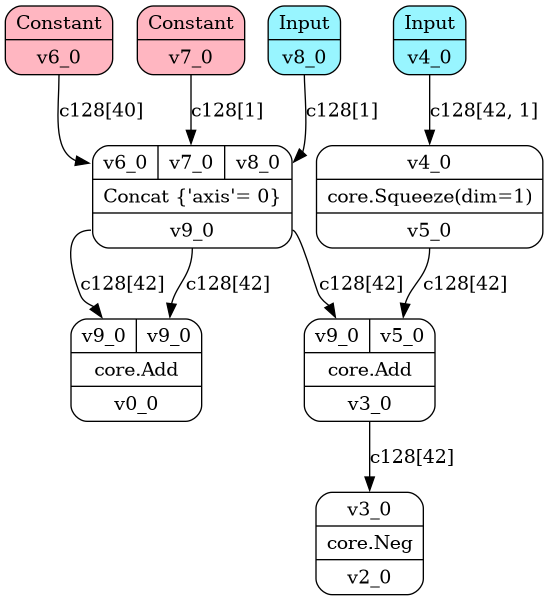 Constant
v6_0
Constant
v7_0
Input
v8_0
Input
v4_0
c128[40]
c128[1]
c128[1]
c128[42, 1]
v6_0 v7_0 v8_0
Concat {'axis'= 0}
v9_0
v4_0
core.Squeeze(dim=1)
v5_0
c128[42]
c128[42]
c128[42]
c128[42]
v9_0 v9_0
core.Add
v0_0
v9_0 v5_0
core.Add
v3_0
c128[42]
v3_0
core.Neg
v2_0